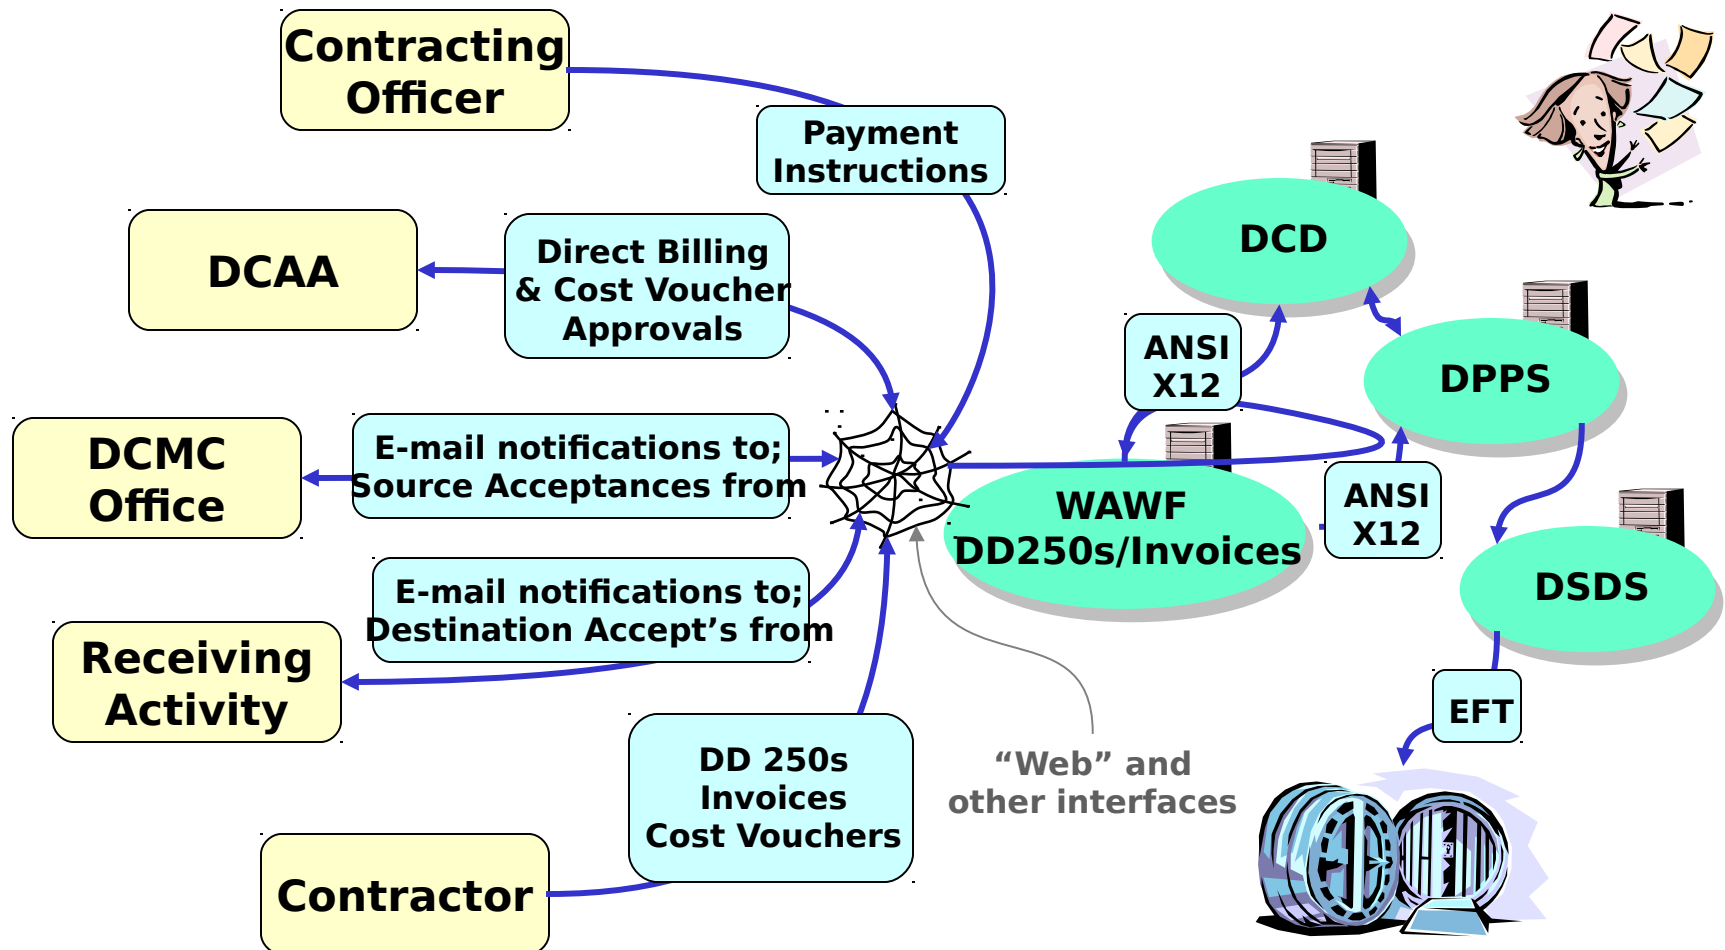 Contracting
Officer
Payment
Instructions
DCAA
Direct Billing
& Cost Voucher
Approvals
DCD
ANSI
X12
DPPS
DCMC
Office
E-mail notifications to;
Source Acceptances from
WAWF
DD250s/Invoices
ANSI
X12
DSDS
E-mail notifications to;
Destination Accept’s from
Receiving
Activity
EFT
DD 250s
Invoices
Cost Vouchers
“Web” and
other interfaces
Contractor